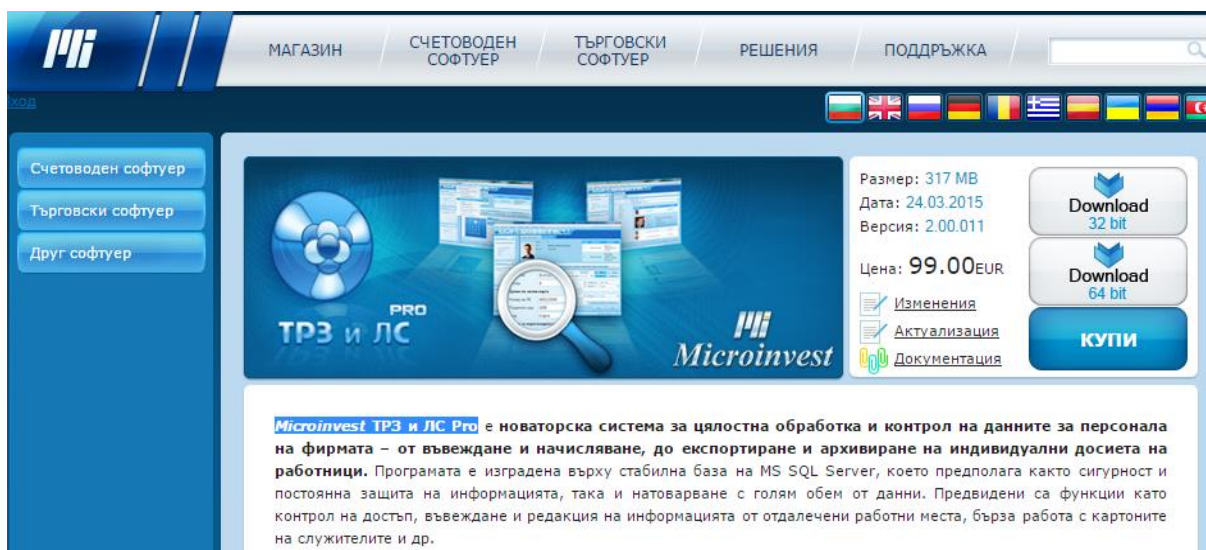 Mi
МАГАЗИН
СЧЕТОВОДЕН
СОФТУЕР
ТЪРГОВСКИ
СОФТУЕР
РЕШЕНИЯ
ПОДДРЪЖКА
вход
Счетоводен софтуер
Търговски софтуер
Друг софтуер
PRO
ТРЗ и ЛС
Mi
Microinvest
Размер: 317 MB
Дата: 24.03.2015
Версия: 2.00.011
Цена: 99.00EUR
Изменения
Актуализация
Документация
Download
32 bit
Download
64 bit
КУПИ
Microinvest ТРЗ и ЛС Pro е новаторска система за цялостна обработка и контрол на данните за персонала
на фирмата – от въвеждане и начисляване, до експортиране и архивиране на индивидуални досиета на
работници. Програмата е изградена върху стабилна база на MS SQL Server, което предполага както сигурност и
постоянна защита на информацията, така и натоварване с голям обем от данни. Предвидени са функции като
контрол на достъп, въвеждане и редакция на информацията от отдалечени работни места, бърза работа с картоните
на служителите и др.